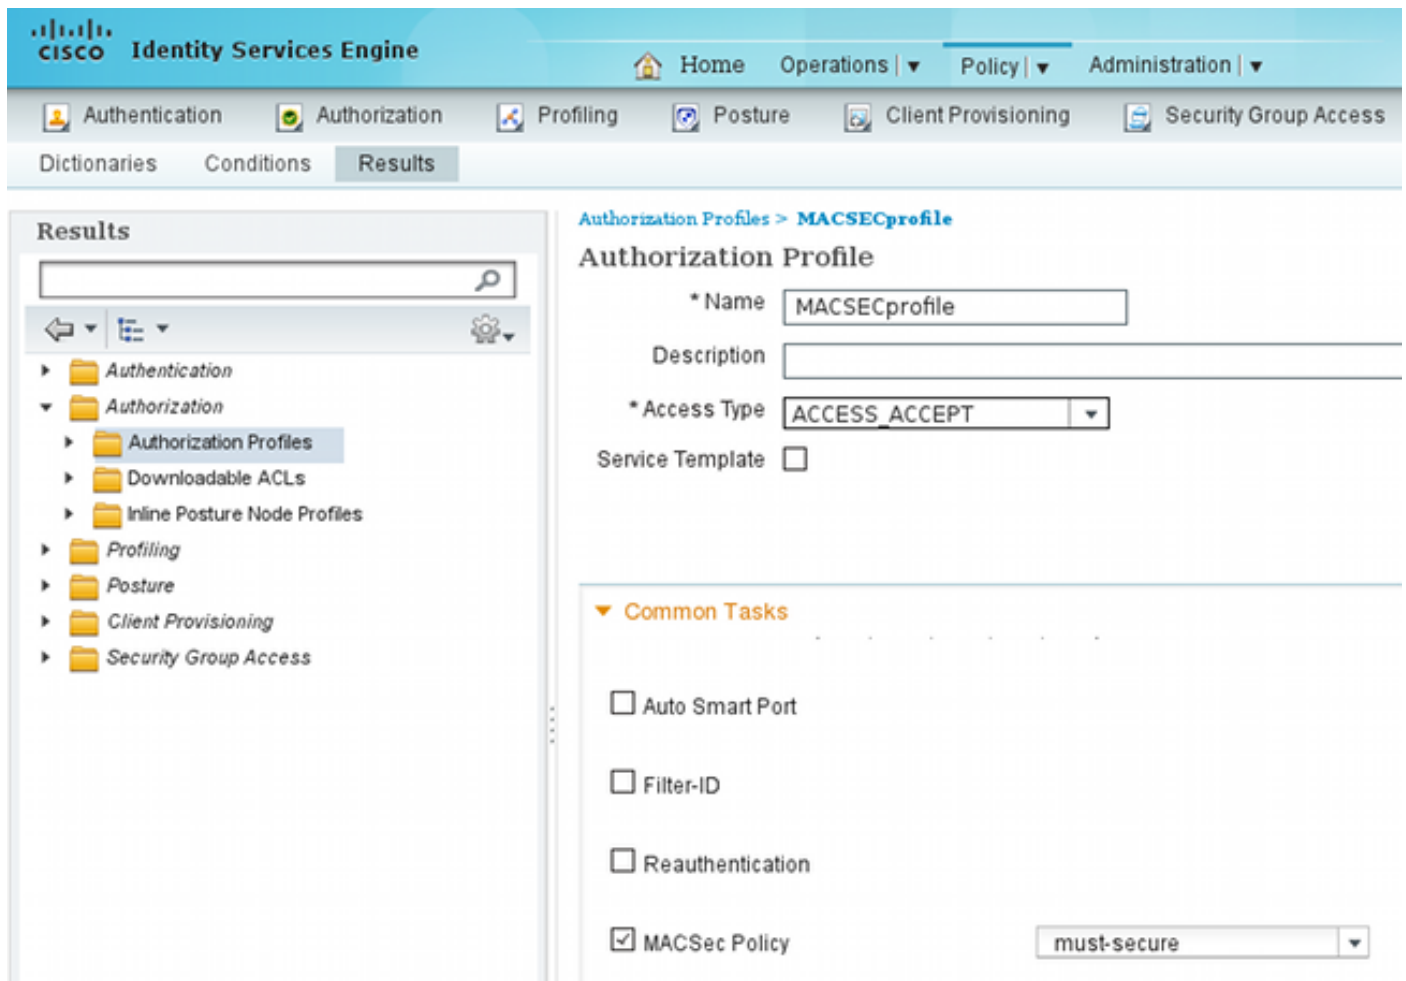 CISCO Identity Services Engine
Home Operations | Policy | Administration |
Authentication Authorization Profiling Posture Client Provisioning Security Group Access
Dictionaries Conditions Results
Results
Authentication
Authorization
Authorization Profiles
Downloadable ACLs
Inline Posture Node Profiles
Profiling
Posture
Client Provisioning
Security Group Access
Authorization Profiles > MACSECprofile
Authorization Profile
* Name MACSECprofile
Description
* Access Type ACCESS_ACCEPT
Service Template
Common Tasks
Auto Smart Port
Filter-ID
Reauthentication
MACSec Policy must-secure